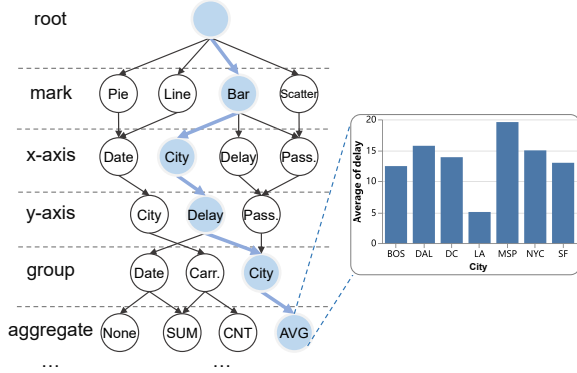 root
mark Pie Line Bar Scatter
x-axis Date City Delay Pass.
y-axis City Delay Pass.
group Date Carr. City
aggregate None SUM CNT AVG
... ...
Average of delay
20
15
10
5
0
BOS DAL DC LA MSP NYC SF
City